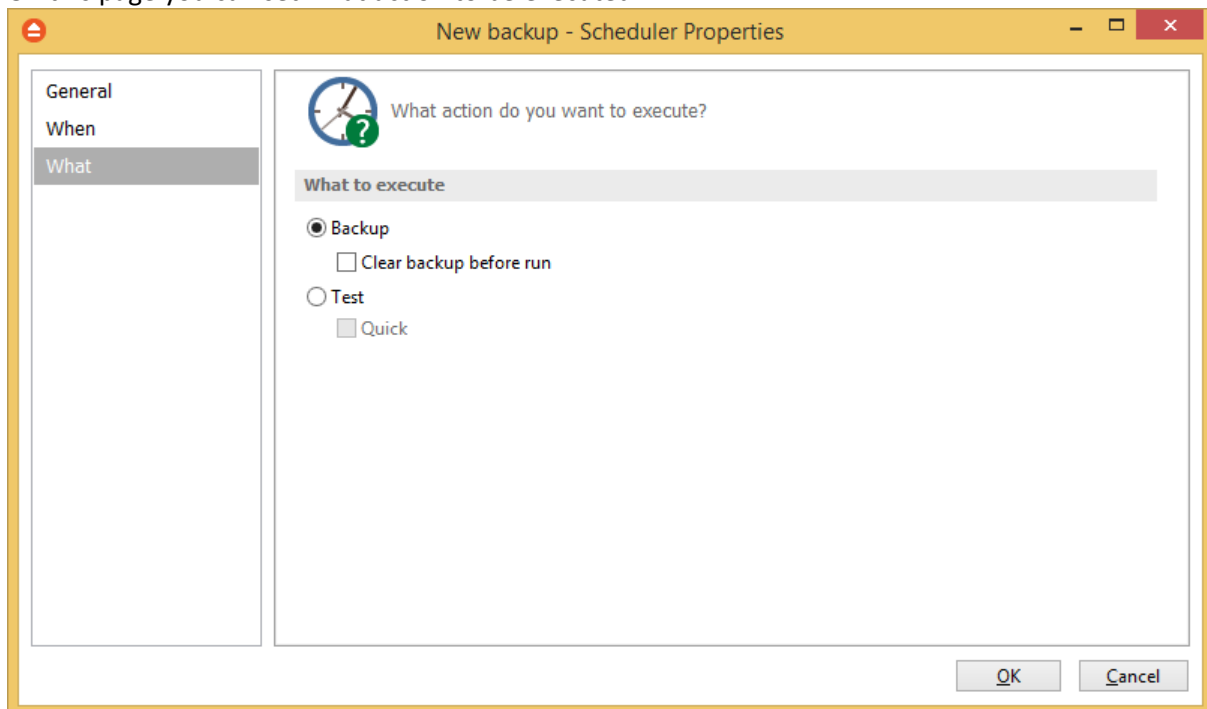 New backup - Scheduler Properties
General
When
What
What action do you want to execute?
What to execute
Backup
Clear backup before run
Test
Quick
OK
Cancel